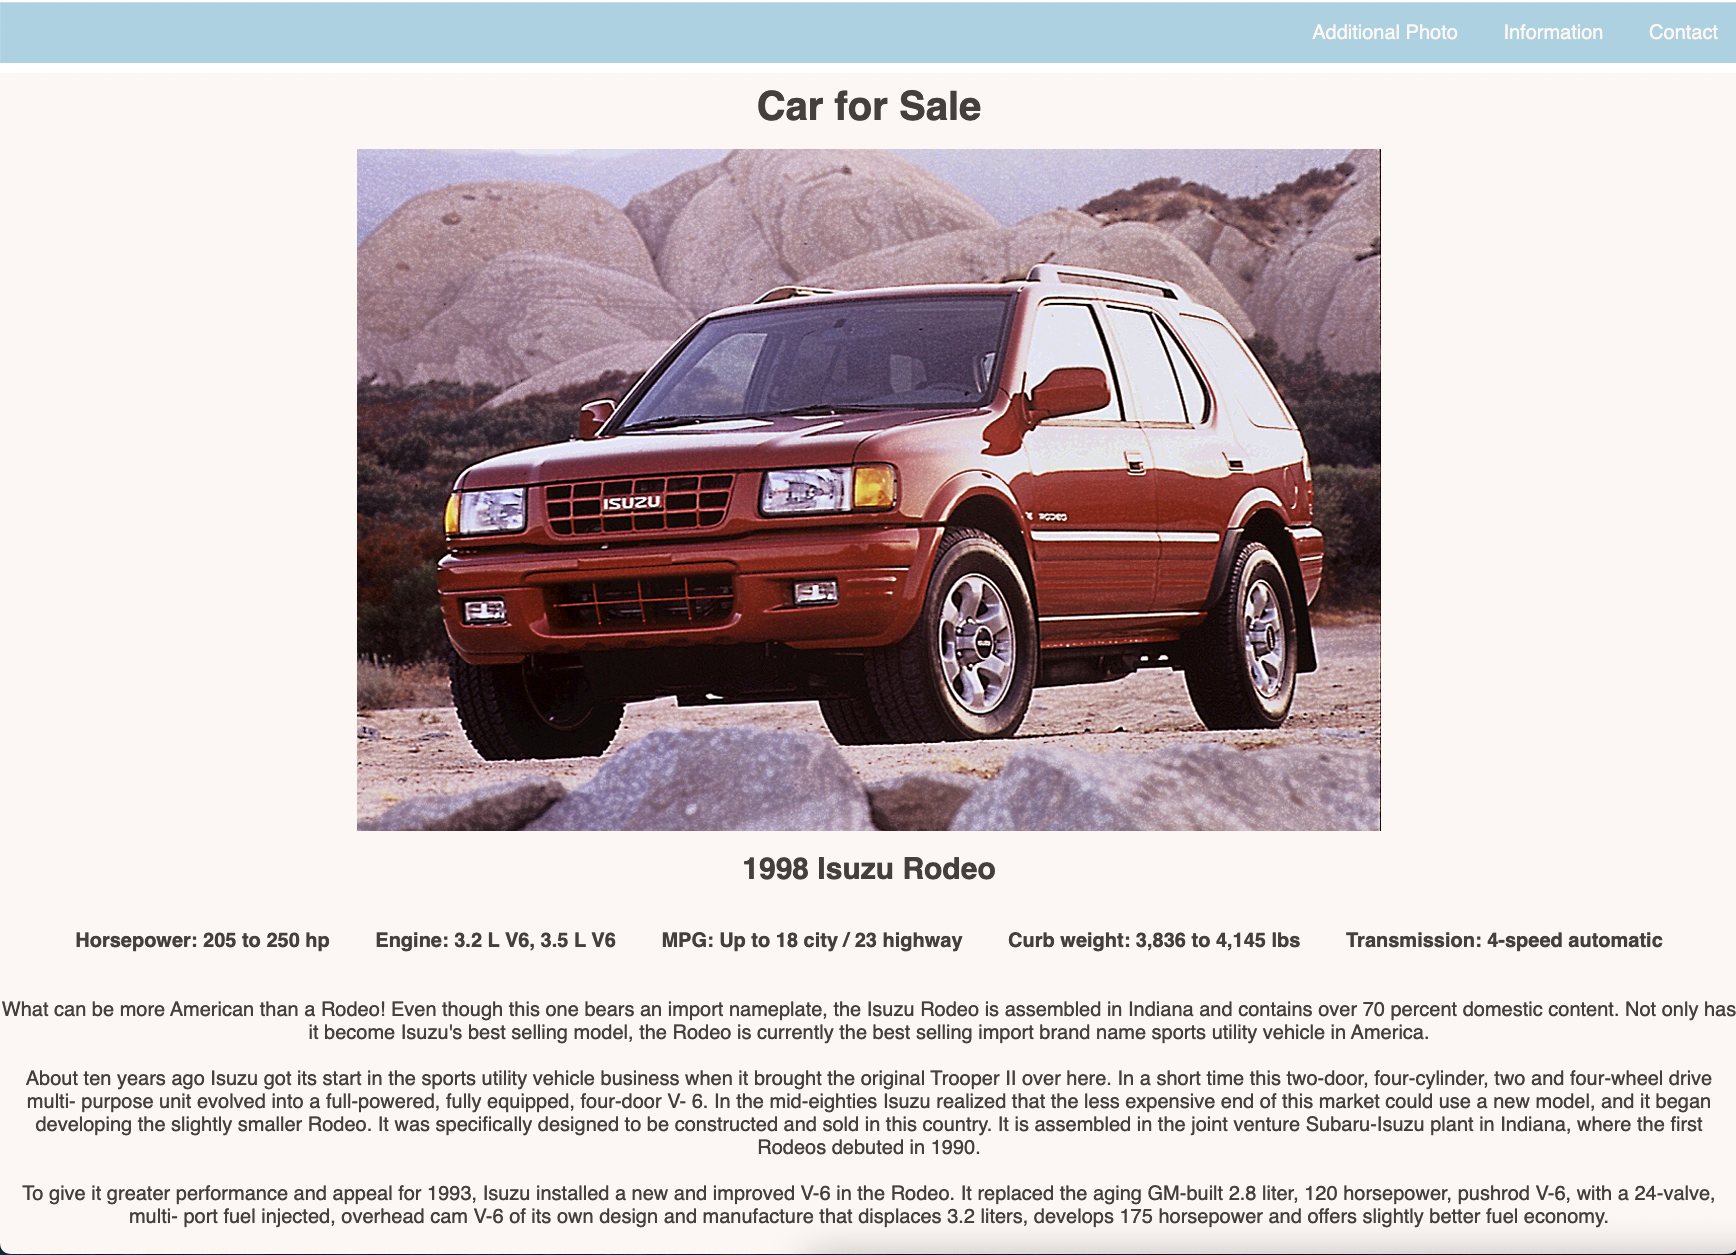 Additional Photo Information Contact
Car for Sale
ISUZU
RODEO
1998 Isuzu Rodeo
Horsepower: 205 to 250 hp Engine: 3.2 L V6, 3.5 L V6 MPG: Up to 18 city / 23 highway Curb weight: 3,836 to 4,145 lbs Transmission: 4-speed automatic
What can be more American than a Rodeo! Even though this one bears an import nameplate, the Isuzu Rodeo is assembled in Indiana and contains over 70 percent domestic content. Not only has
it become Isuzu's best selling model, the Rodeo is currently the best selling import brand name sports utility vehicle in America.
About ten years ago Isuzu got its start in the sports utility vehicle business when it brought the original Trooper II over here. In a short time this two-door, four-cylinder, two and four-wheel drive
multi- purpose unit evolved into a full-powered, fully equipped, four-door V- 6. In the mid-eighties Isuzu realized that the less expensive end of this market could use a new model, and it began
developing the slightly smaller Rodeo. It was specifically designed to be constructed and sold in this country. It is assembled in the joint venture Subaru-Isuzu plant in Indiana, where the first
Rodeos debuted in 1990.
To give it greater performance and appeal for 1993, Isuzu installed a new and improved V-6 in the Rodeo. It replaced the aging GM-built 2.8 liter, 120 horsepower, pushrod V-6, with a 24-valve,
multi- port fuel injected, overhead cam V-6 of its own design and manufacture that displaces 3.2 liters, develops 175 horsepower and offers slightly better fuel economy.